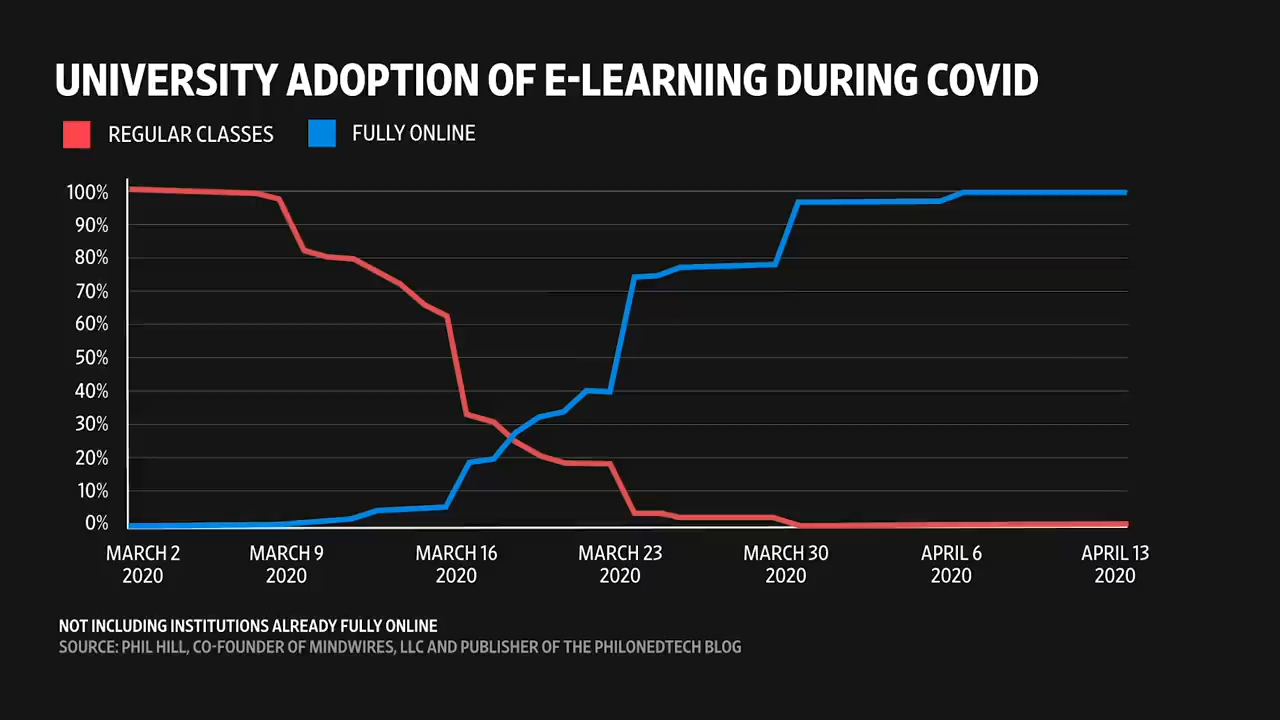 UNIVERSITY ADOPTION OF E-LEARNING DURING COVID
REGULAR CLASSES
FULLY ONLINE
100%
90%
80%
70%
60%
50%
40%
30%
20%
10%
0%
MARCH 2
2020
MARCH 9
2020
MARCH 16
2020
MARCH 23
2020
MARCH 30
2020
APRIL 6
2020
APRIL 13
2020
NOT INCLUDING INSTITUTIONS ALREADY FULLY ONLINE
SOURCE: PHIL HILL, CO-FOUNDER OF MINDWIRES, LLC AND PUBLISHER OF THE PHILONEDTECH BLOG